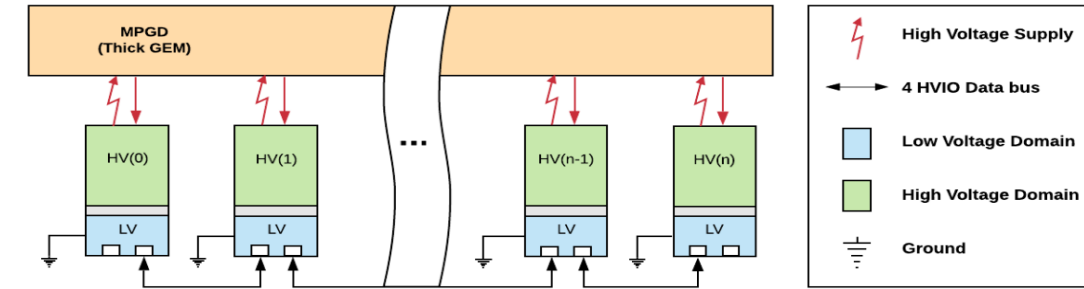 MPGD
(Thick GEM)
...
HV(0)
HV(1)
HV(n-1)
HV(n)
LV
LV
LV
LV
High Voltage Supply
4 HVIO Data bus
Low Voltage Domain
High Voltage Domain
Ground